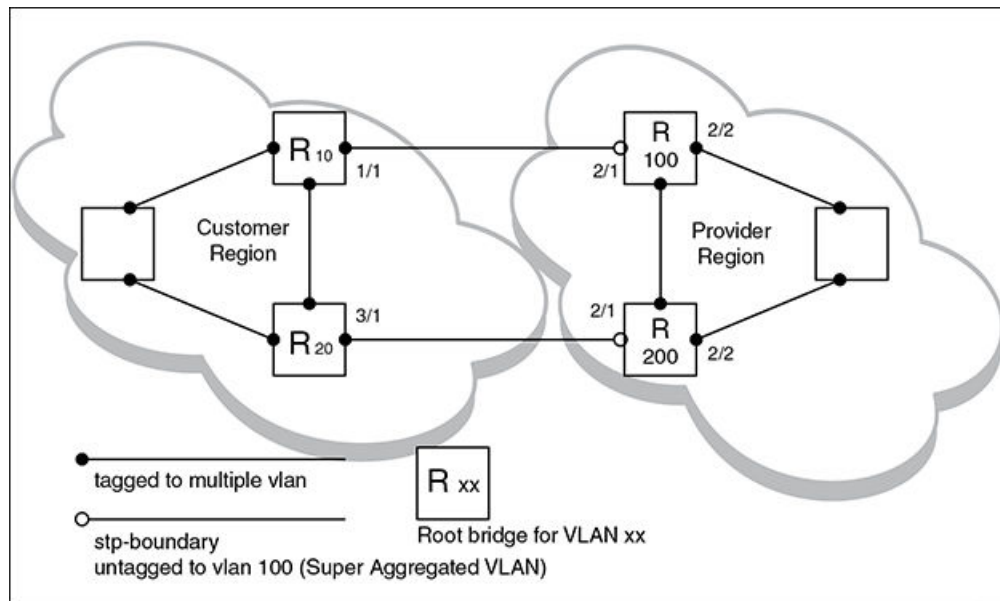 R 10
1/1
R
100
2/2
2/1
Customer
Region
Provider
Region
R 20
3/1
2/1
R
200
2/2
tagged to multiple vlan
R xx
Root bridge for VLAN xx
stp-boundary
untagged to vlan 100 (Super Aggregated VLAN)